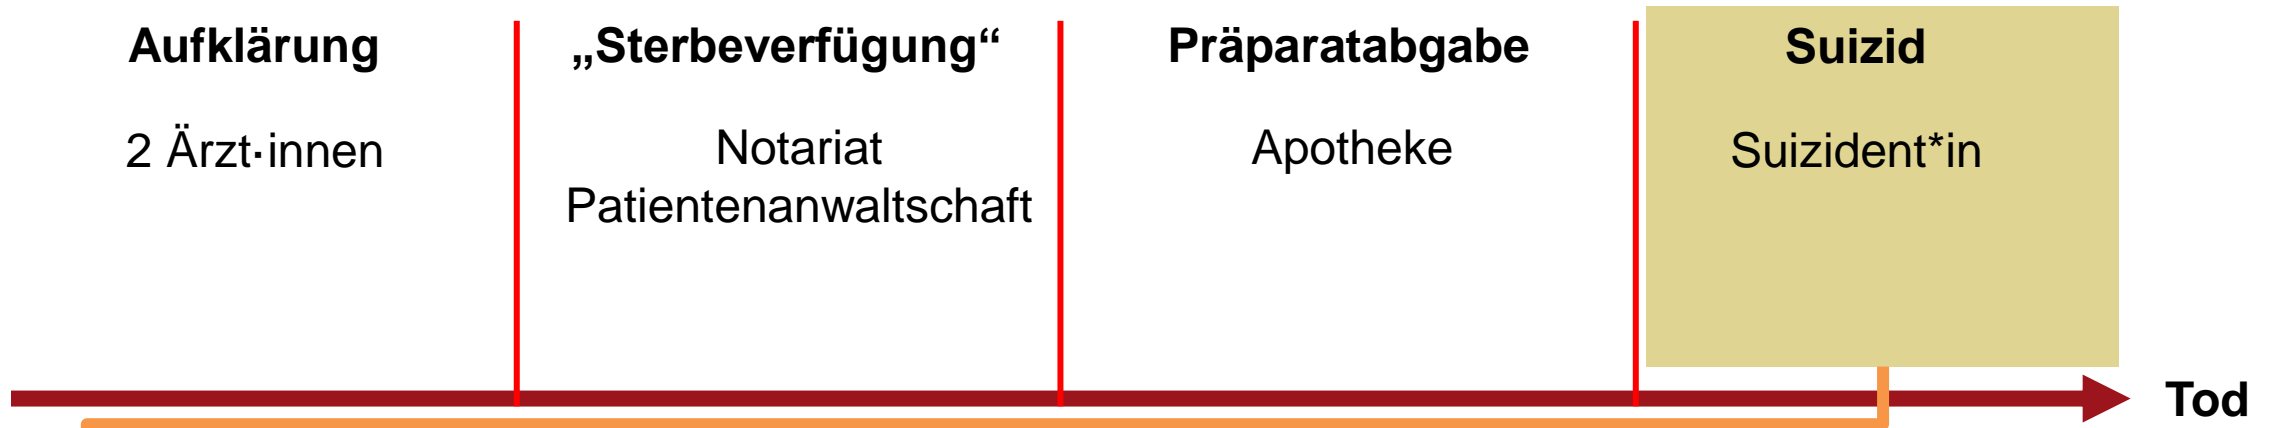 Aufklärung
2 Ärzt·innen
„Sterbeverfügung“
Notariat
Patientenanwaltschaft
Präparatabgabe
Apotheke
Suizid
Suizident*in
Tod